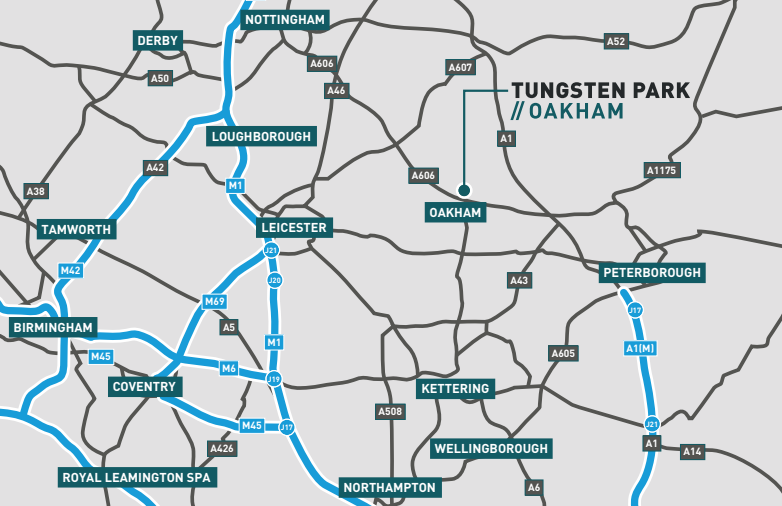 NOTTINGHAM
DERBY
A52
A606
A607
A50
A46
TUNGSTEN PARK
// OAKHAM
LOUGHBOROUGH
A1
A42
A606
A1175
A38
M1
OAKHAM
TAMWORTH
LEICESTER
J21
M42
PETERBOROUGH
J20
A43
M69
J17
BIRMINGHAM
A5
M1
A1(M)
M45
A605
M6
J19
COVENTRY
KETTERING
A508
M45
J17
J21
A1
A426
WELLINGBOROUGH
A14
ROYAL LEAMINGTON SPA
NORTHAMPTON
A6